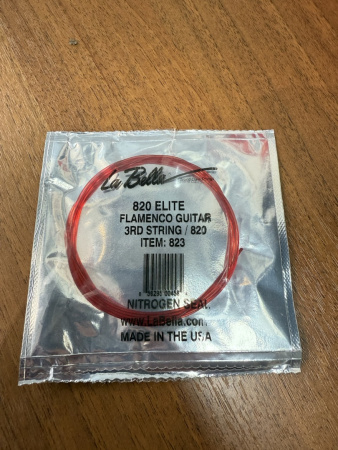 La Bella
820 ELITE
FLAMENCO GUITAR
3RD STRING / 820
ITEM: 823
NITROGEN SEAL
www.LaBella.com
MADE IN THE USA